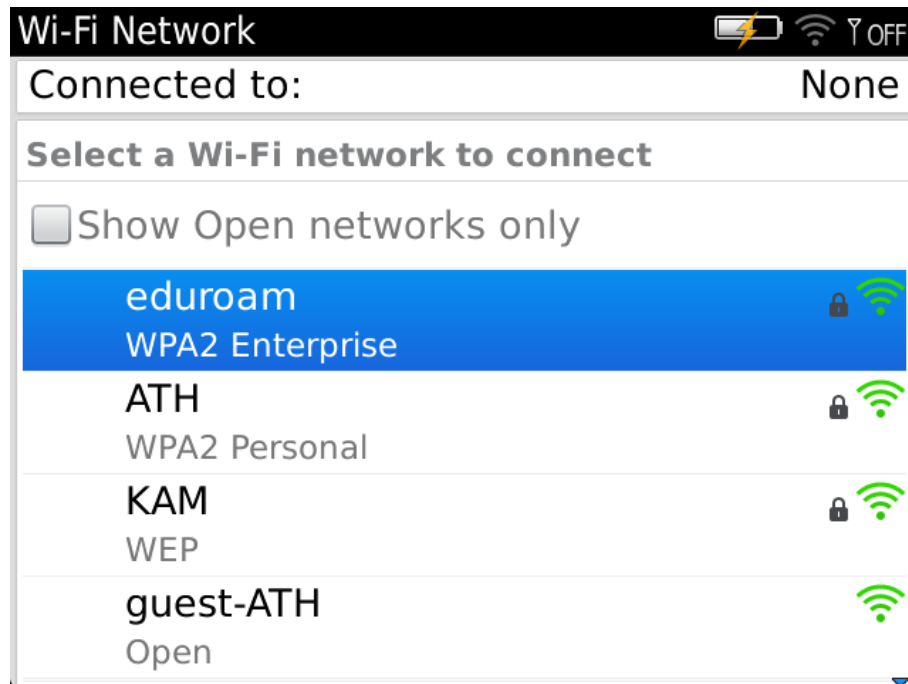 Wi-Fi Network OFF
Connected to: None
Select a Wi-Fi network to connect
Show Open networks only
eduroam
WPA2 Enterprise
ATH
WPA2 Personal
KAM
WEP
guest-ATH
Open